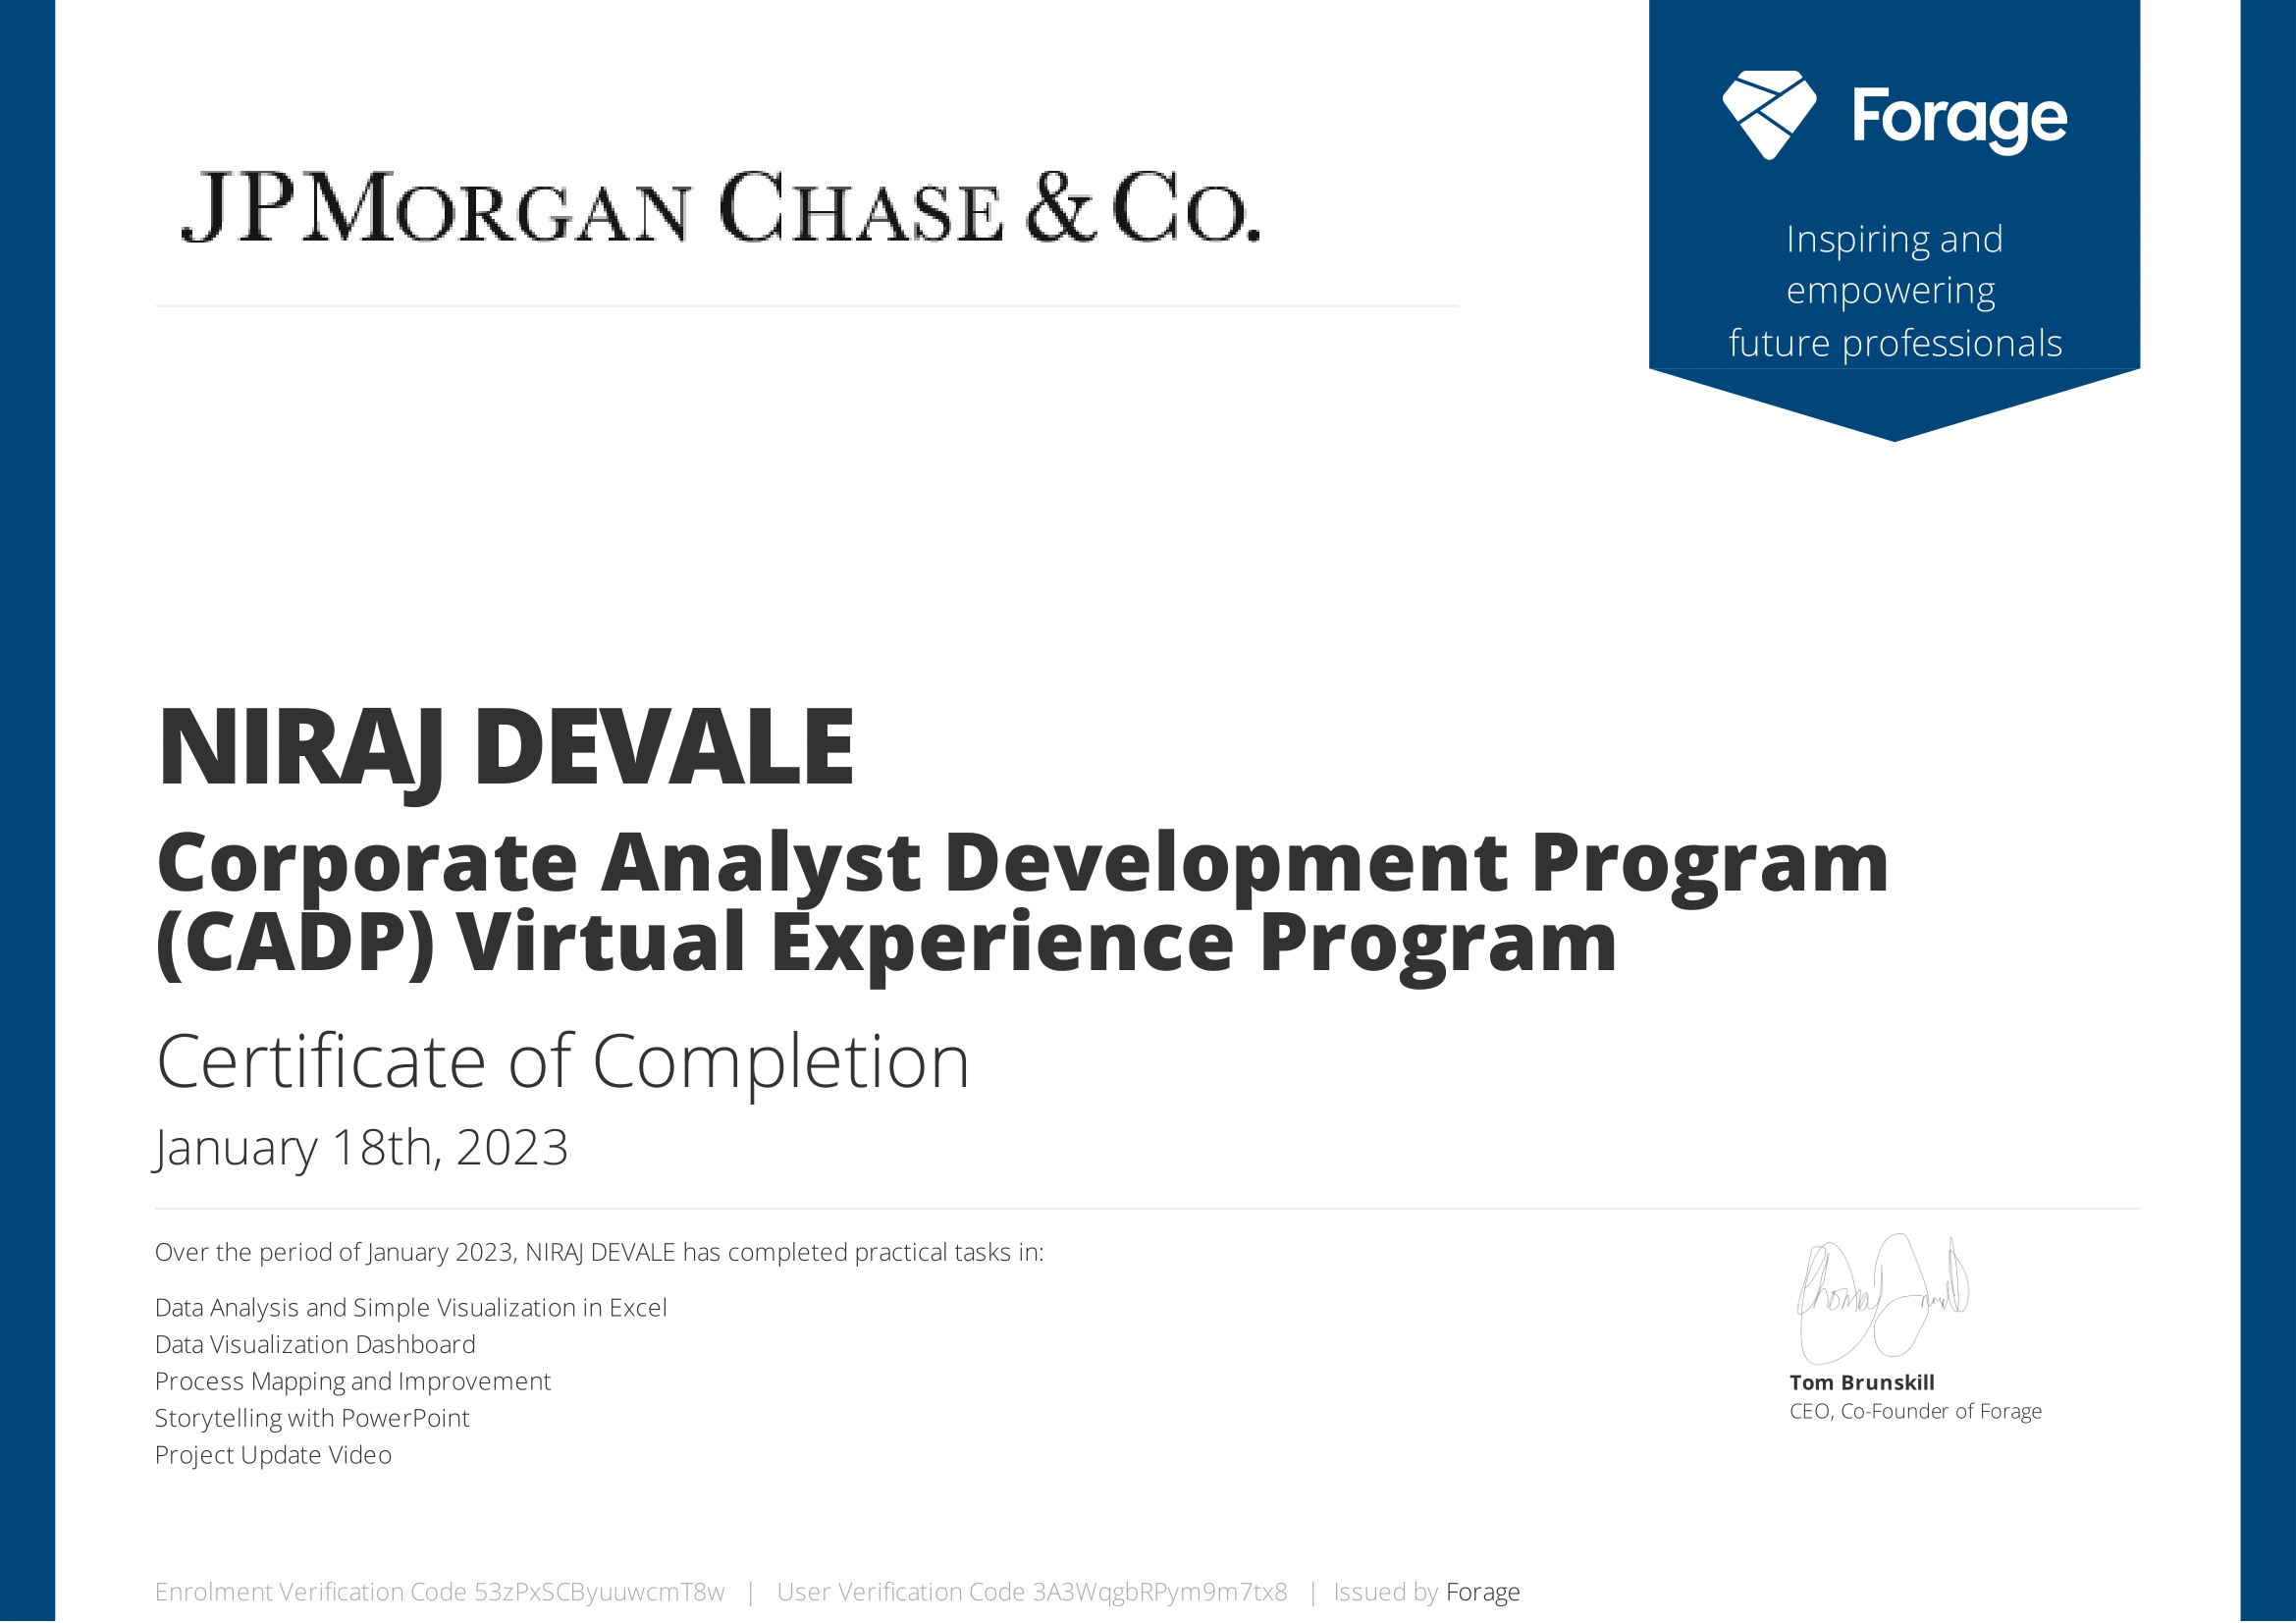 JPMORGAN CHASE & CO.
Forage
Inspiring and
empowering
future professionals
NIRAJ DEVALE
Corporate Analyst Development Program
(CADP) Virtual Experience Program
Certificate of Completion
January 18th, 2023
Over the period of January 2023, NIRAJ DEVALE has completed practical tasks in:
Data Analysis and Simple Visualization in Excel
Data Visualization Dashboard
Process Mapping and Improvement
Storytelling with PowerPoint
Project Update Video
Tom Brunskill
CEO, Co-Founder of Forage
Enrolment Verification Code 53zPxSCByuuwcmT8w | User Verification Code 3A3WqgbRPym9m7tx8 | Issued by Forage